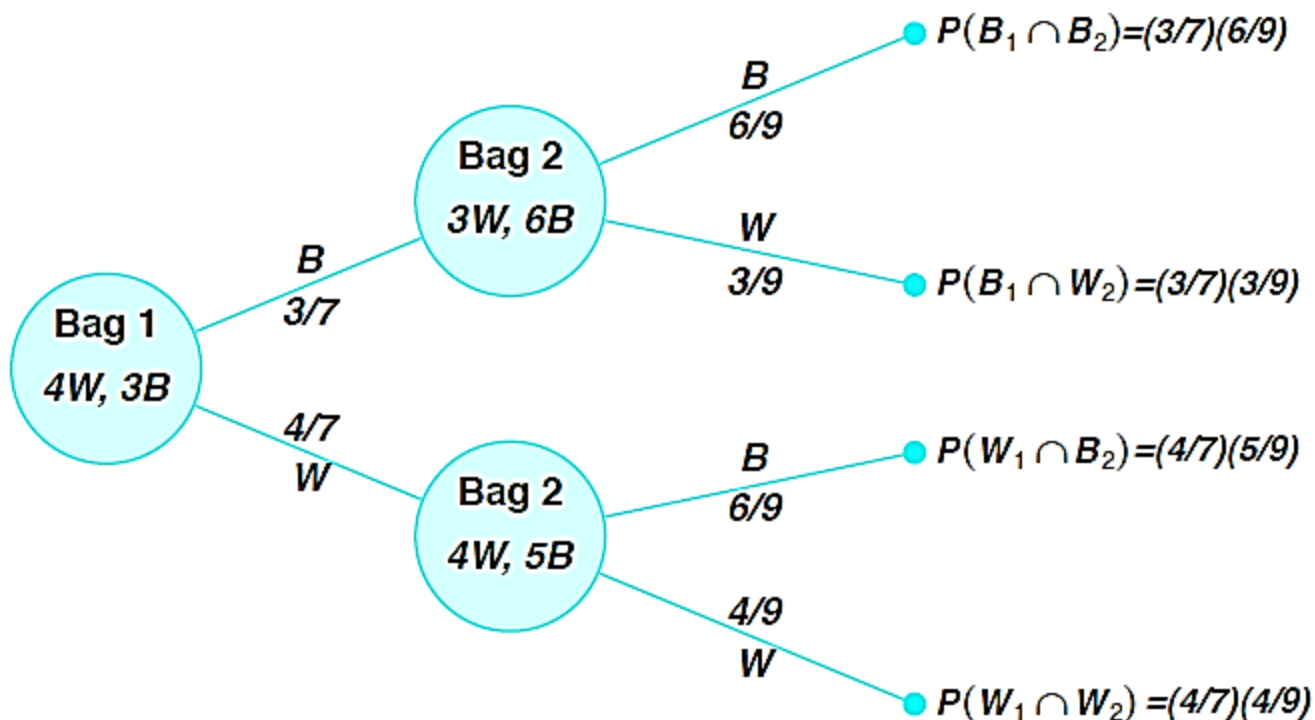 P(B₁ ∩ B₂)=(3/7)(6/9)
B
6/9
Bag 2
3W, 6B
W
3/9
P(B₁ ∩ W₂)=(3/7)(3/9)
B
3/7
Bag 1
4W, 3B
4/7
W
Bag 2
4W, 5B
B
6/9
P(W₁ ∩ B₂)=(4/7)(5/9)
4/9
W
P(W₁ ∩ W₂) =(4/7)(4/9)